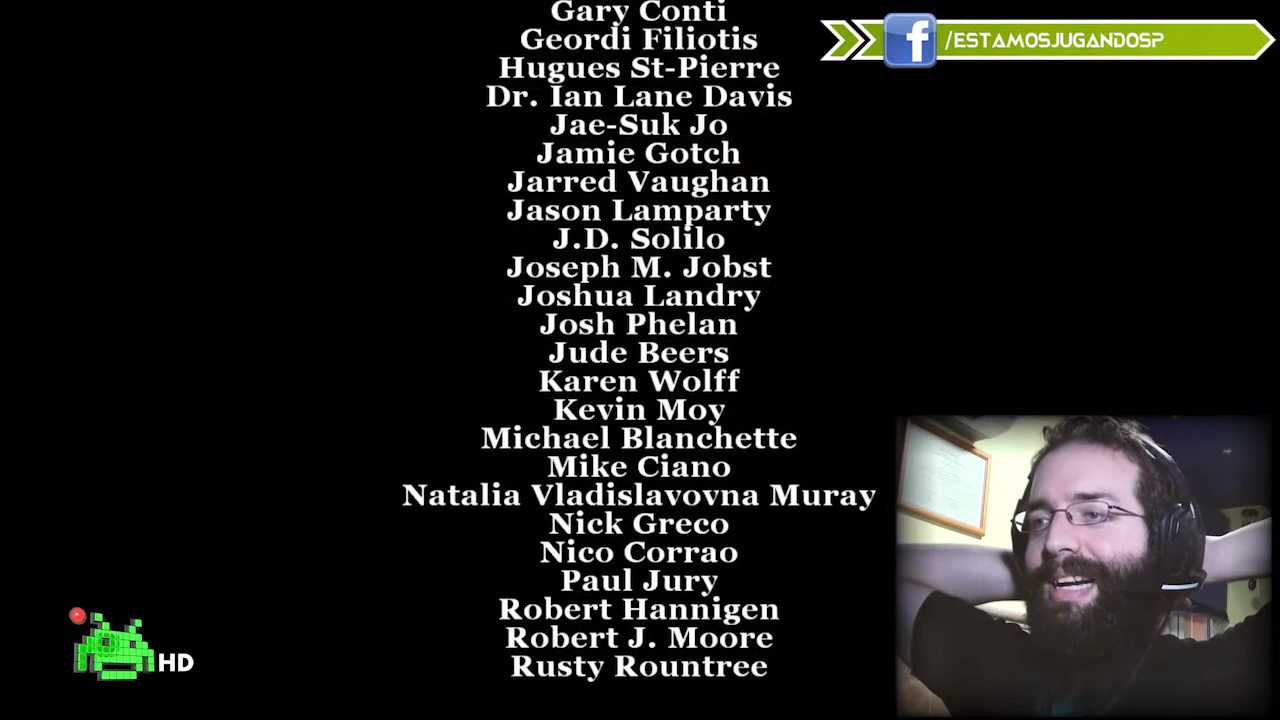 Gary Conti
/ESTAMOSJUGANDOSP
Geordi Filiotis
Hugues St-Pierre
Dr. Ian Lane Davis
Jae-Suk Jo
Jamie Gotch
Jarred Vaughan
Jason Lamparty
J.D. Solilo
Joseph M. Jobst
Joshua Landry
Josh Phelan
Jude Beers
Karen Wolff
Kevin Moy
Michael Blanchette
Mike Ciano
Natalia Vladislavovna Muray
Nick Greco
Nico Corrao
Paul Jury
Robert Hannigen
Robert J. Moore
Rusty Rountree
HD